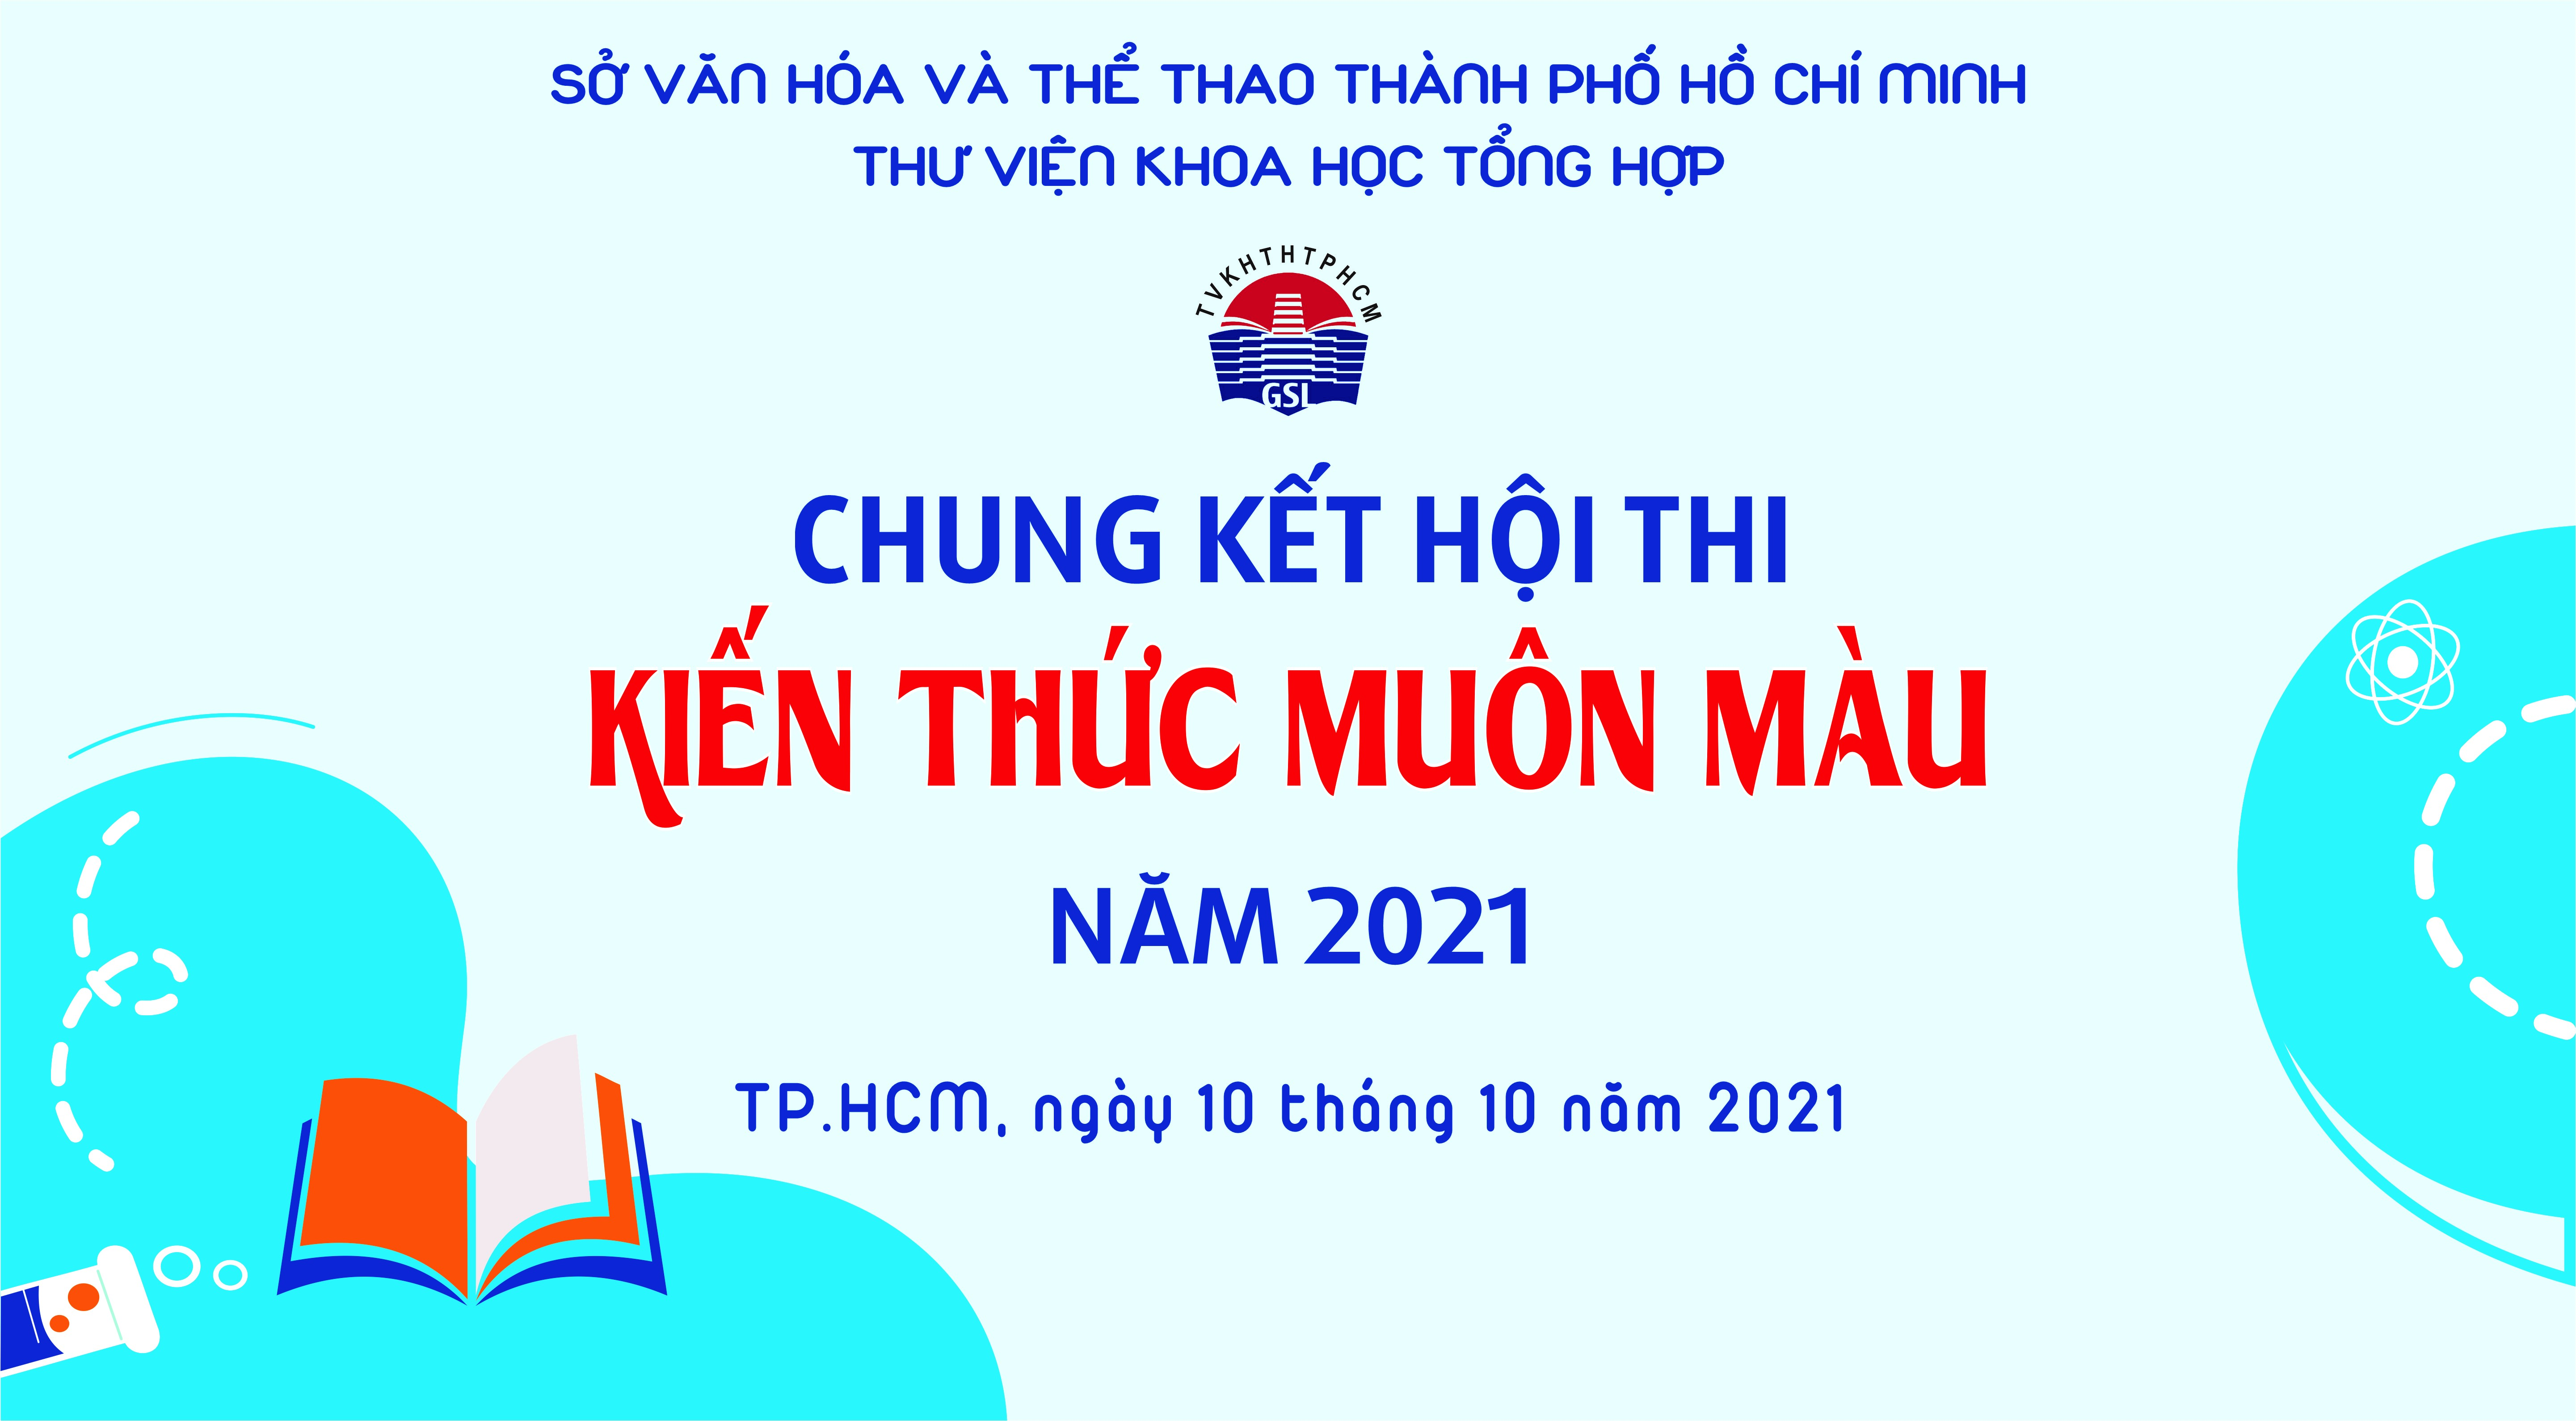 SỞ VĂN HÓA VÀ THỂ THAO THÀNH PHỐ HỒ CHÍ MINH
THƯ VIỆN KHOA HỌC TỔNG HỢP
TVKHTHTPHCM
GSL
CHUNG KẾT HỘI THI
KIẾN THỨC MUÔN MÀU
NĂM 2021
TP.HCM, ngày 10 tháng 10 năm 2021